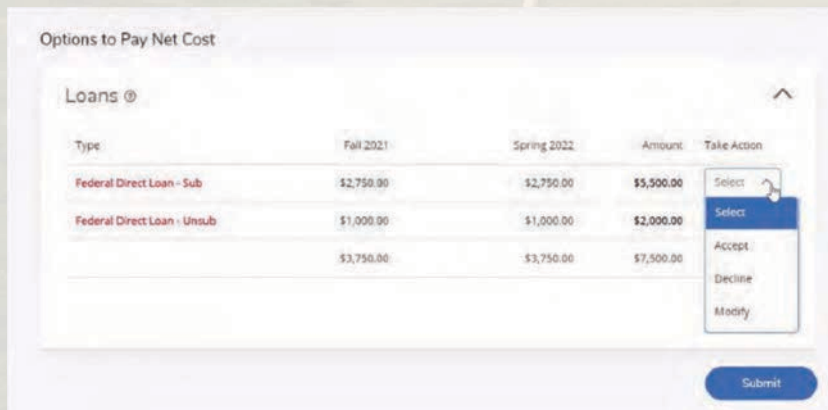 Options to Pay Net Cost
Loans
Type Fall 2021 Spring 2022 Amount Take Action
Federal Direct Loan - Sub $2,750.00 $2,750.00 $5,500.00 Select
Federal Direct Loan - Unsub $1,000.00 $1,000.00 $2,000.00
Select
$3,750.00 $3,750.00 $7,500.00
Accept
Decline
Modify
Submit